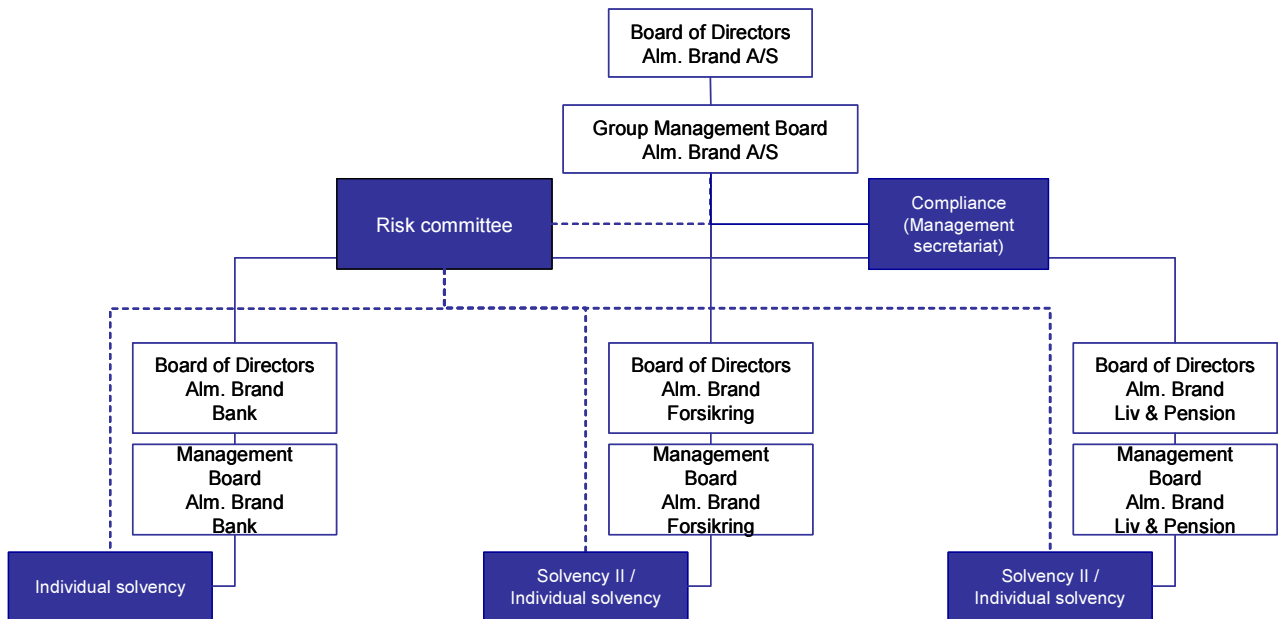 Board of Directors
Alm. Brand A/S
Group Management Board
Alm. Brand A/S
Risk committee
Compliance
(Management
secretariat)
Board of Directors
Alm. Brand
Bank
Board of Directors
Alm. Brand
Forsikring
Board of Directors
Alm. Brand
Liv & Pension
Management
Board
Alm. Brand
Bank
Management
Board
Alm. Brand
Forsikring
Management
Board
Alm. Brand
Liv & Pension
Individual solvency
Solvency II /
Individual solvency
Solvency II /
Individual solvency